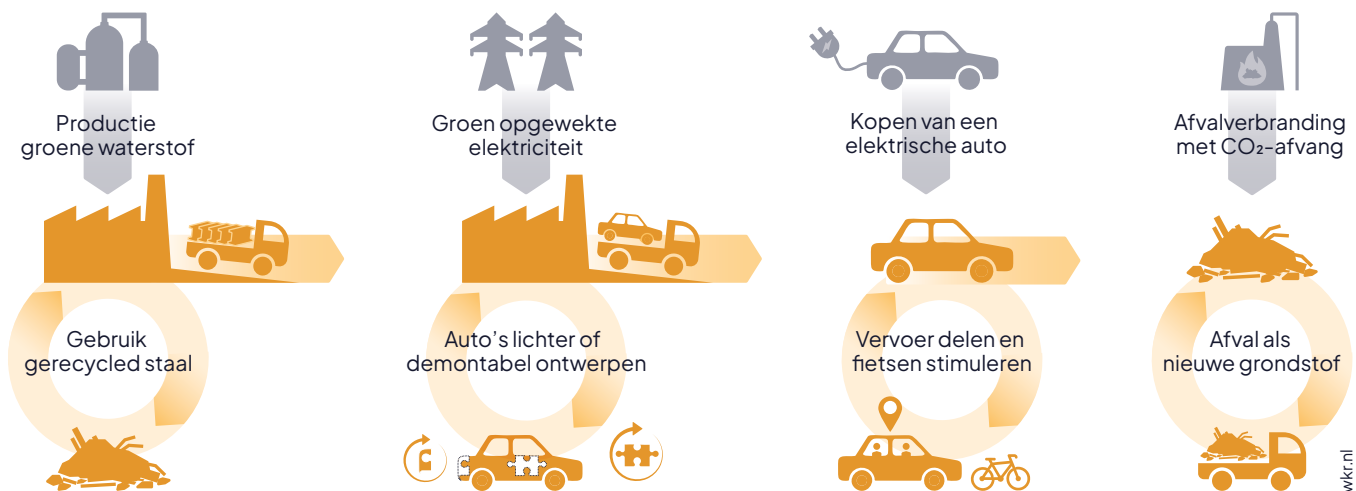 Productie
groene waterstof
Groen opgewekte
elektriciteit
Kopen van een
elektrische auto
Afvalverbranding
met CO₂-afvang
Gebruik
gerecycled staal
Auto's lichter of
demontabel ontwerpen
Vervoer delen en
fietsen stimuleren
Afval als
nieuwe grondstof
wkr.nl